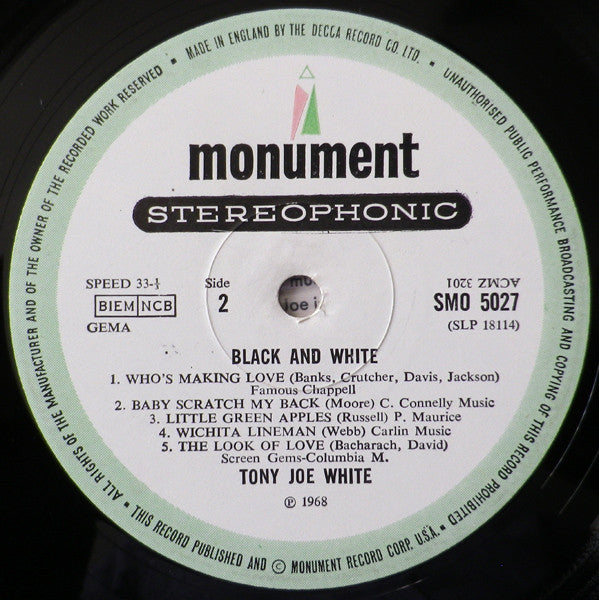 MADE IN ENGLAND BY THE DECCA RECORD CO LTD. • UNAUTHORISED PUBLIC PERFORMANCE BROADCASTING AND COPYING OF THIS RECORD PROHIBITED • THIS RECORD PUBLISHED AND © MONUMENT RECORD CORP. U.S.A. • ALL RIGHTS OF THE MANUFACTURER AND OF THE OWNER OF THE RECORDED WORK RESERVED •
monument
STEREOPHONIC
SPEED 33-⅓
BIEM NCB
GEMA
Side
2
mo
joe i
ACMZ 3201
SMO 5027
(SLP 18114)
BLACK AND WHITE
1. WHO'S MAKING LOVE (Banks, Crutcher, Davis, Jackson)
Famous Chappell
2. BABY SCRATCH MY BACK (Moore) C. Connelly Music
3. LITTLE GREEN APPLES (Russell) P. Maurice
4. WICHITA LINEMAN (Webb) Carlin Music
5. THE LOOK OF LOVE (Bacharach, David)
Screen Gems-Columbia M.
TONY JOE WHITE
℗ 1968